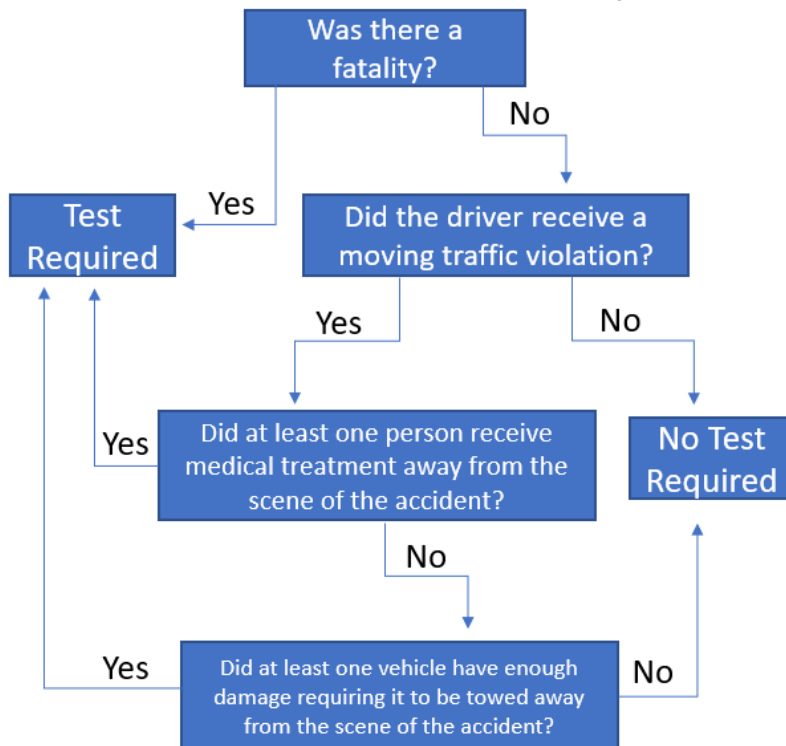 Was there a
fatality?
No
Yes
Test
Required
Did the driver receive a
moving traffic violation?
Yes
No
Did at least one person receive
medical treatment away from the
scene of the accident?
Yes
No Test
Required
No
Did at least one vehicle have enough
damage requiring it to be towed away
from the scene of the accident?
Yes
No